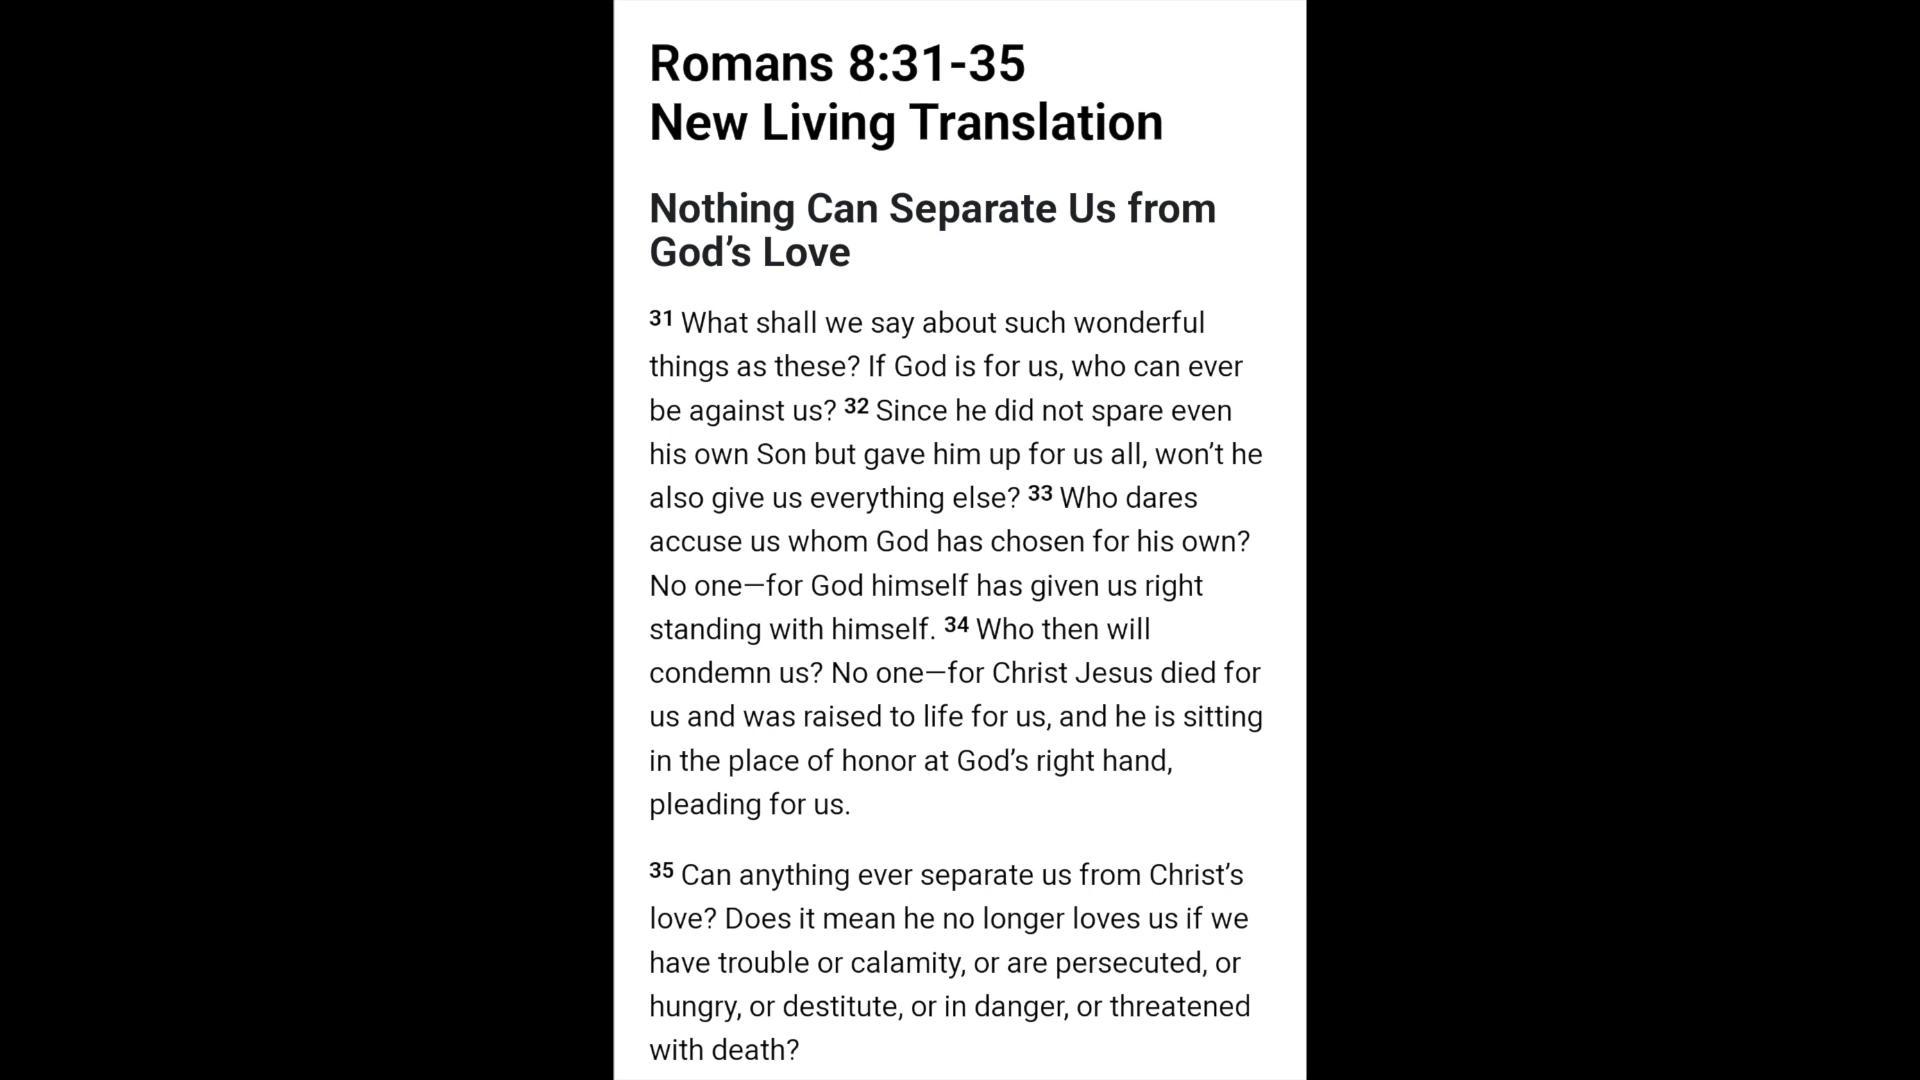 Romans 8:31-35
New Living Translation
Nothing Can Separate Us from
God’s Love
31 What shall we say about such wonderful
things as these? If God is for us, who can ever
be against us? 32 Since he did not spare even
his own Son but gave him up for us all, won’t he
also give us everything else? 33 Who dares
accuse us whom God has chosen for his own?
No one—for God himself has given us right
standing with himself. 34 Who then will
condemn us? No one—for Christ Jesus died for
us and was raised to life for us, and he is sitting
in the place of honor at God’s right hand,
pleading for us.
35 Can anything ever separate us from Christ’s
love? Does it mean he no longer loves us if we
have trouble or calamity, or are persecuted, or
hungry, or destitute, or in danger, or threatened
with death?